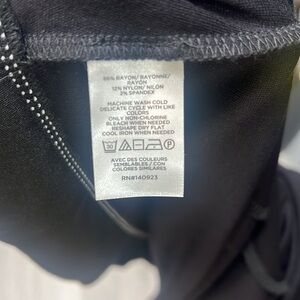 86% RAYON/ RAYONNE/
RAYÓN
12% NYLON/ NILON
2% SPANDEX
MACHINE WASH COLD
DELICATE CYCLE WITH LIKE
COLORS
ONLY NON-CHLORINE
BLEACH WHEN NEEDED
RESHAPE DRY FLAT
COOL IRON WHEN NEEDED
AVEC DES COULEURS
SEMBLABLES / CON
COLORES SIMILARES
RN#140923